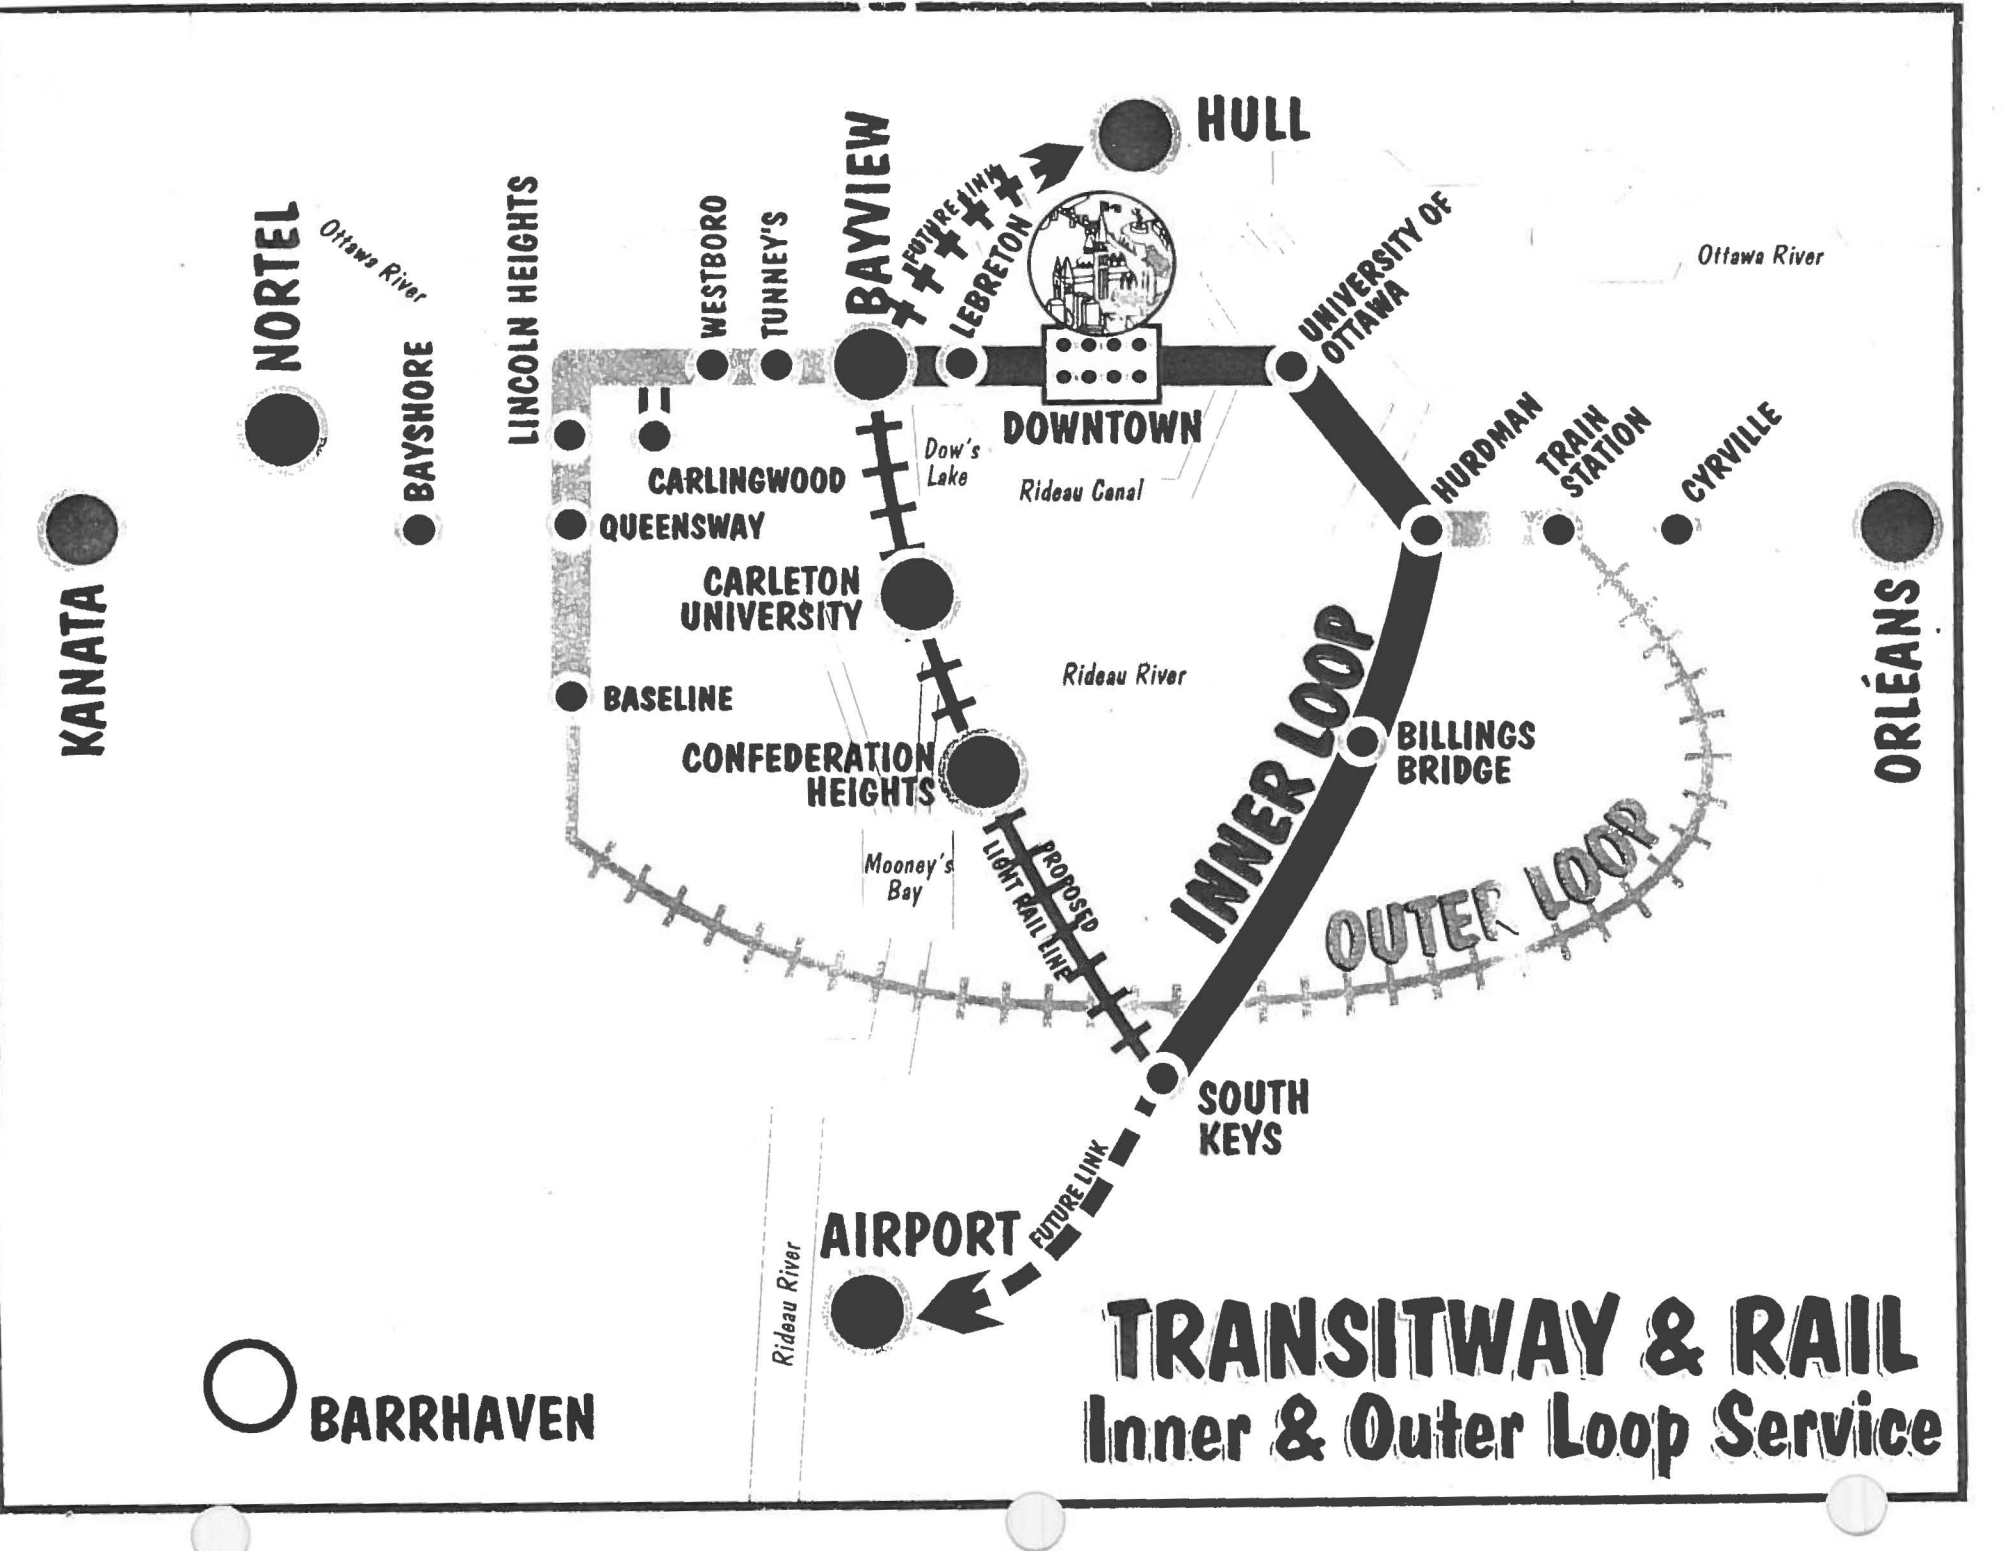 HULL
NORTEL
Ottawa River
LINCOLN HEIGHTS
WESTBORO
TUNNEY'S
BAYVIEW
FUTURE LINK
LEBRETON
UNIVERSITY OF
OTTAWA
Ottawa River
BAYSHORE
DOWNTOWN
HURDMAN
TRAIN
STATION
CYRVILLE
Dow's
Lake
Rideau Canal
CARLINGWOOD
QUEENSWAY
KANATA
CARLETON
UNIVERSITY
ORLÉANS
BASELINE
Rideau River
CONFEDERATION
HEIGHTS
INNER LOOP
BILLINGS
BRIDGE
Mooney's
Bay
PROPOSED
LIGHT RAIL LINE
OUTER LOOP
SOUTH
KEYS
FUTURE LINK
AIRPORT
Rideau River
BARRHAVEN
TRANSITWAY & RAIL
Inner & Outer Loop Service